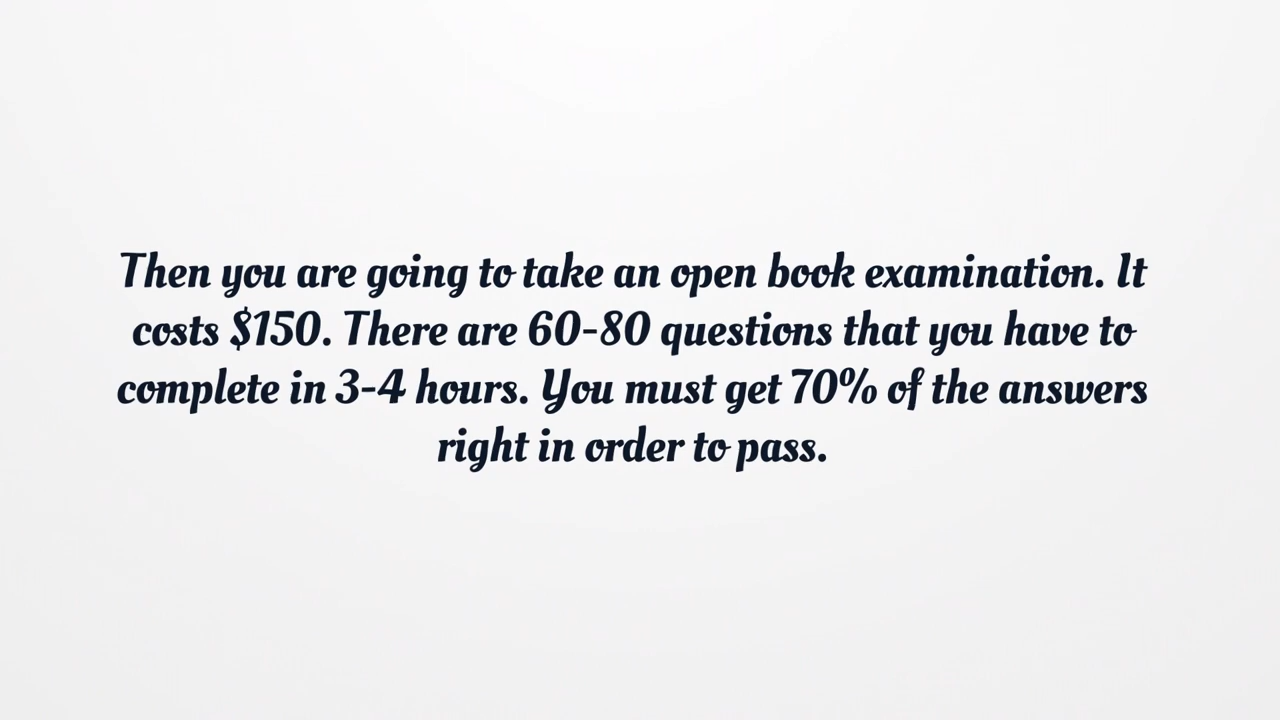 Then you are going to take an open book examination. It
costs $150. There are 60-80 questions that you have to
complete in 3-4 hours. You must get 70% of the answers
right in order to pass.